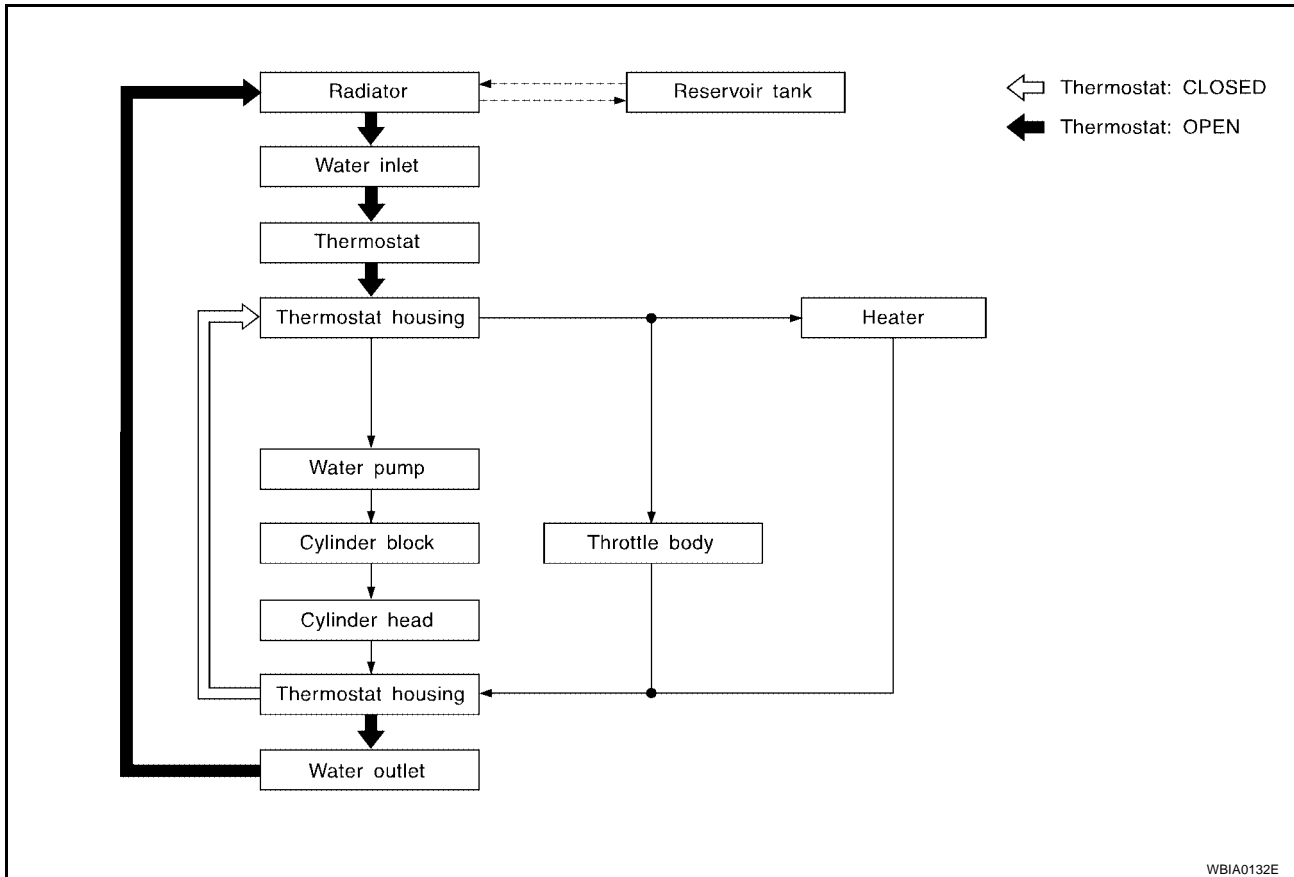 Radiator
Reservoir tank
Thermostat: CLOSED
Thermostat: OPEN
Water inlet
Thermostat
Thermostat housing
Heater
Water pump
Cylinder block
Throttle body
Cylinder head
Thermostat housing
Water outlet
WBIA0132E